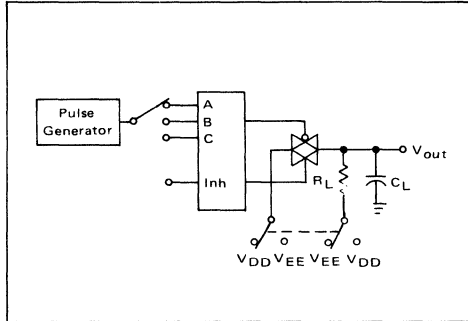 Pulse
Generator
A
B
C
Inh
Vout
RL
CL
VDD VEE VEE VDD